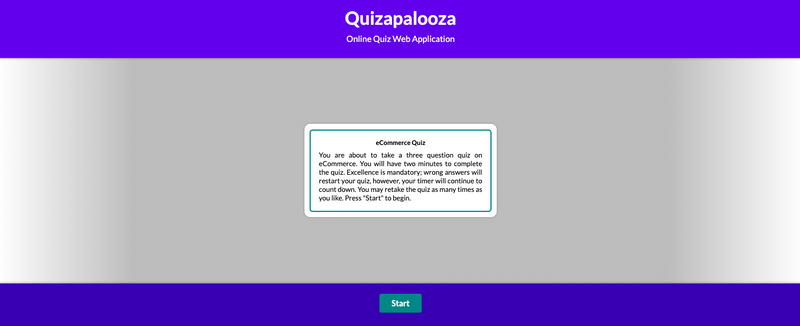 Quizapalooza
Online Quiz Web Application
eCommerce Quiz
You are about to take a three question quiz on
eCommerce. You will have two minutes to complete
the quiz. Excellence is mandatory; wrong answers will
restart your quiz, however, your timer will continue to
count down. You may retake the quiz as many times as
you like. Press "Start" to begin.
Start